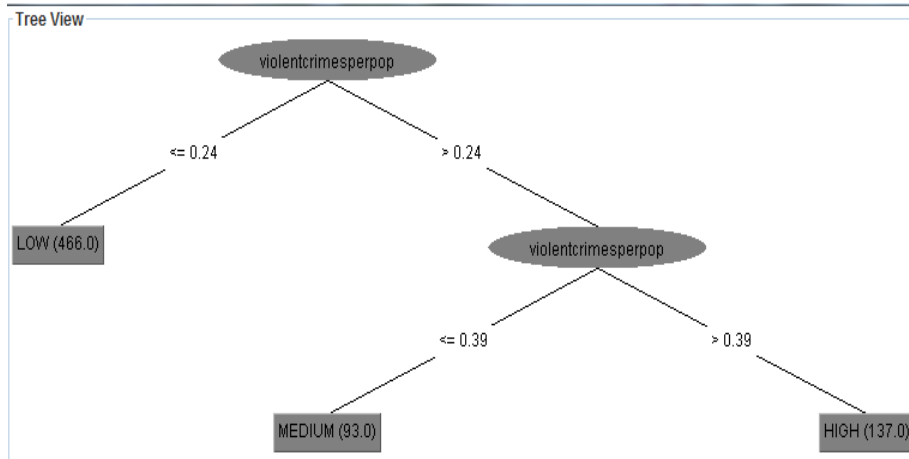 Tree View
violentcrimesperpop
<= 0.24
> 0.24
LOW (466.0)
violentcrimesperpop
<= 0.39
> 0.39
MEDIUM (93.0)
HIGH (137.0)